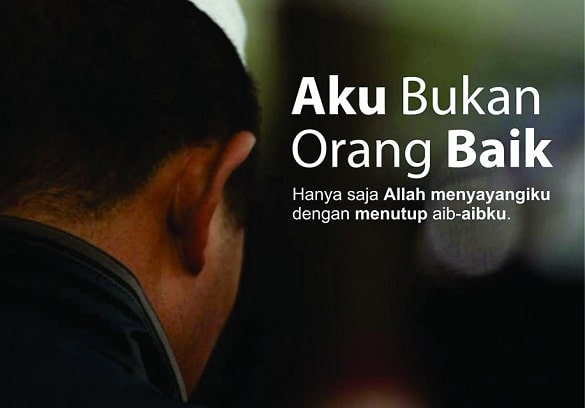 Aku Bukan
Orang Baik
Hanya saja Allah menyayangiku
dengan menutup aib-aibku.